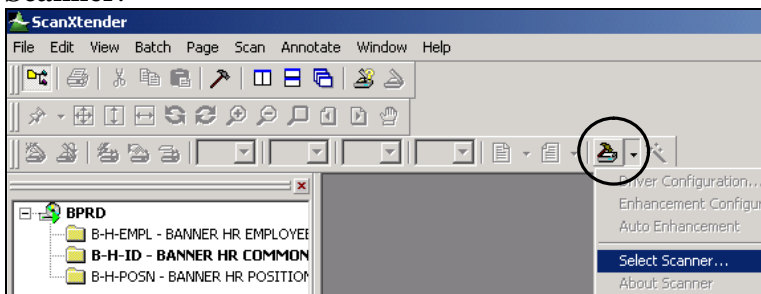 Scanner.
ScanXtender
File Edit View Batch Page Scan Annotate Window Help
Driver Configuration...
Enhancement Configur
Auto Enhancement
Select Scanner...
About Scanner
BPRD
B-H-EMPL - BANNER HR EMPLOYEE
B-H-ID - BANNER HR COMMON
B-H-POSN - BANNER HR POSITION